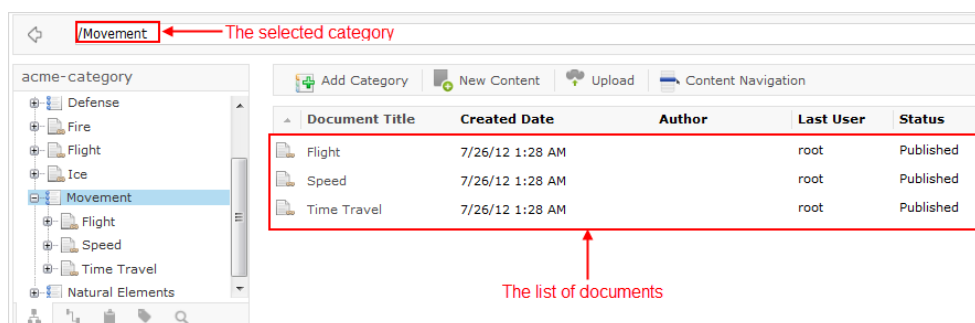 /Movement The selected category
acme-category
Add Category New Content Upload Content Navigation
Defense
Fire
Flight
Ice
Movement
Flight
Speed
Time Travel
Natural Elements
Document Title Created Date Author Last User Status
Flight 7/26/12 1:28 AM root Published
Speed 7/26/12 1:28 AM root Published
Time Travel 7/26/12 1:28 AM root Published
The list of documents